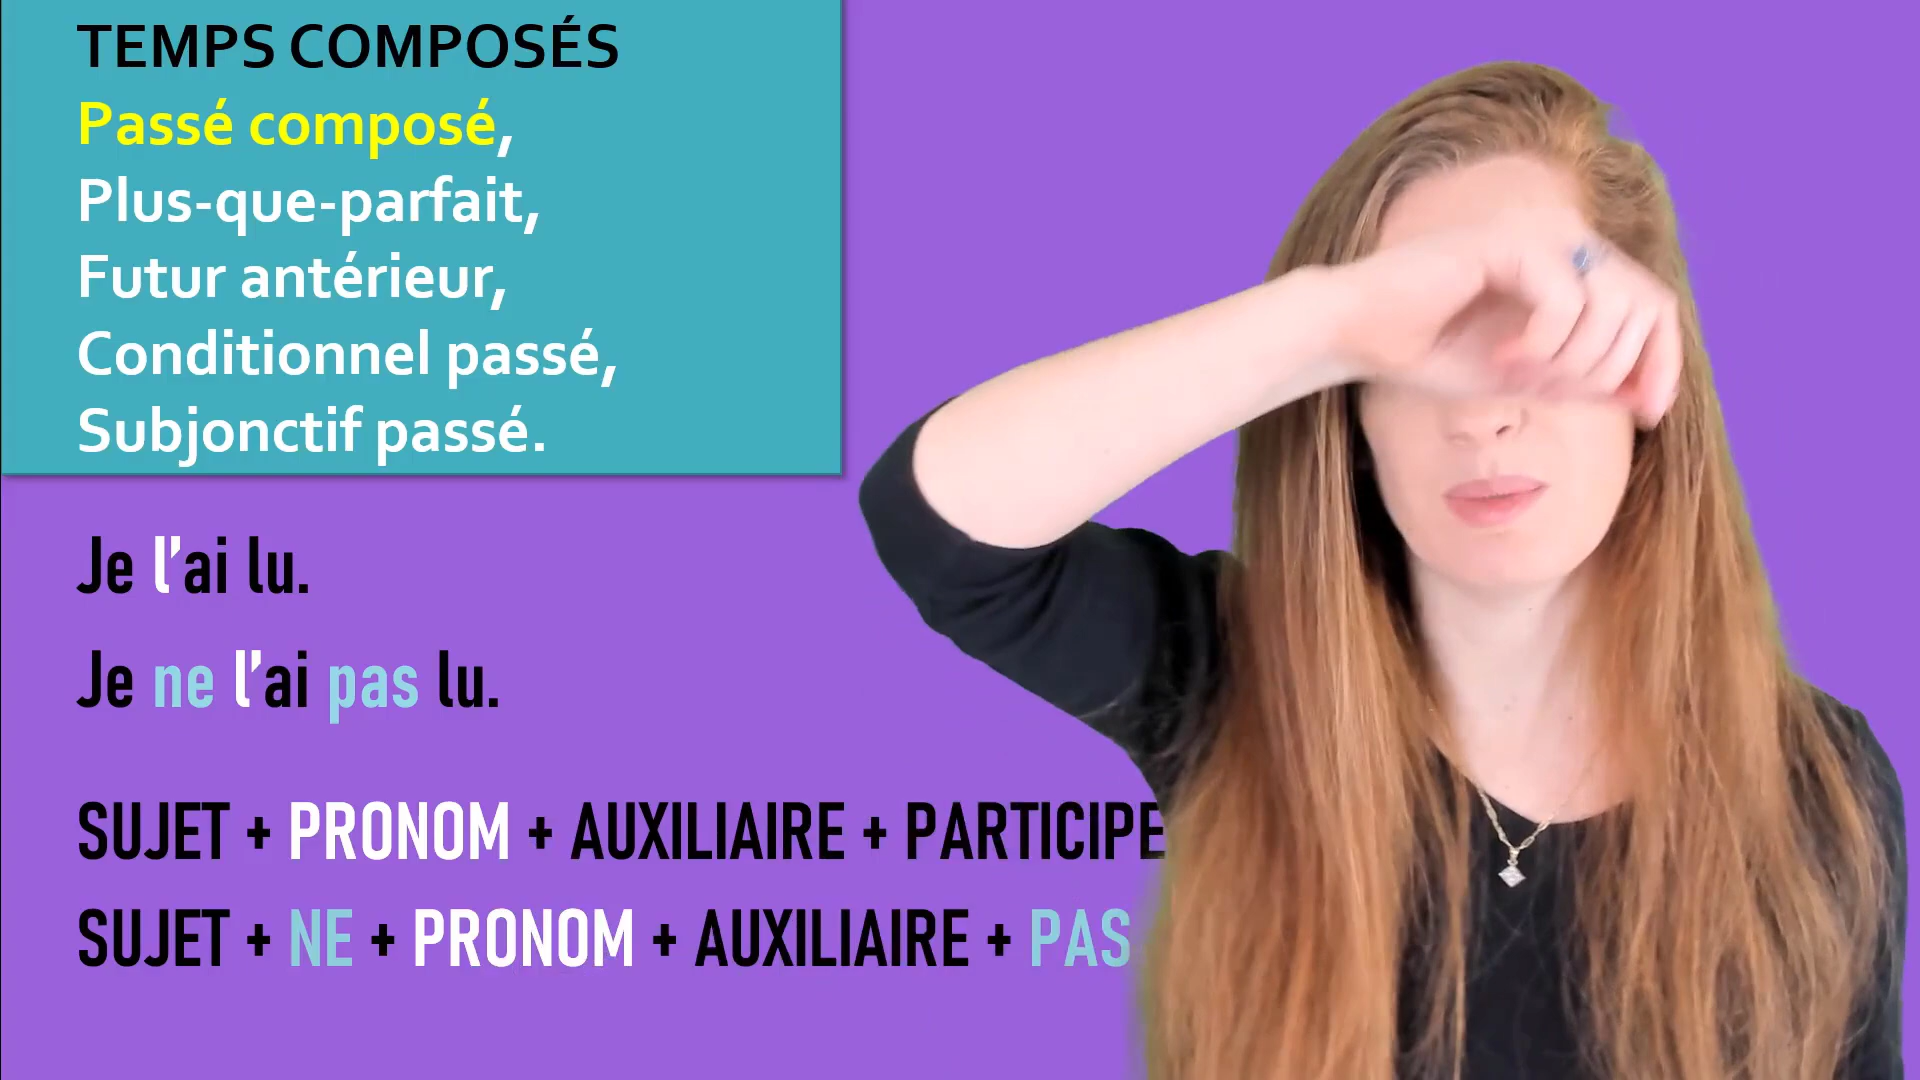 TEMPS COMPOSÉS
Passé composé,
Plus-que-parfait,
Futur antérieur,
Conditionnel passé,
Subjonctif passé.
Je l'ai lu.
Je ne l'ai pas lu.
SUJET + PRONOM + AUXILIAIRE + PARTICIPE
SUJET + NE + PRONOM + AUXILIAIRE + PAS